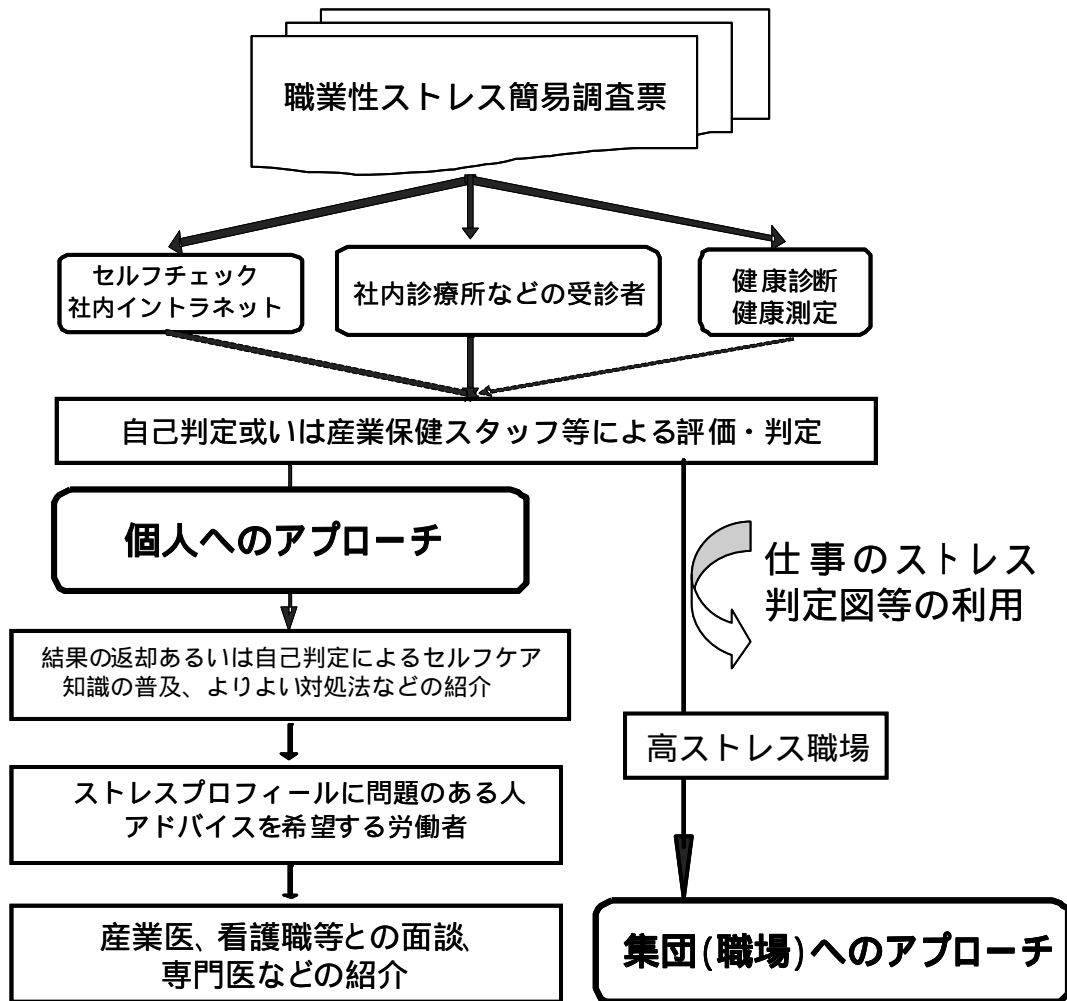 職業性ストレス簡易調査票
セルフチェック
社内イントラネット
社内診療所などの受診者
健康診断
健康測定
自己判定或いは産業保健スタッフ等による評価・判定
個人へのアプローチ
仕事のストレス
判定図等の利用
結果の返却あるいは自己判定によるセルフケア
知識の普及、よりよい対処法などの紹介
高ストレス職場
ストレスプロフィールに問題のある人
アドバイスを希望する労働者
産業医、看護職等との面談、
専門医などの紹介
集団(職場)へのアプローチ